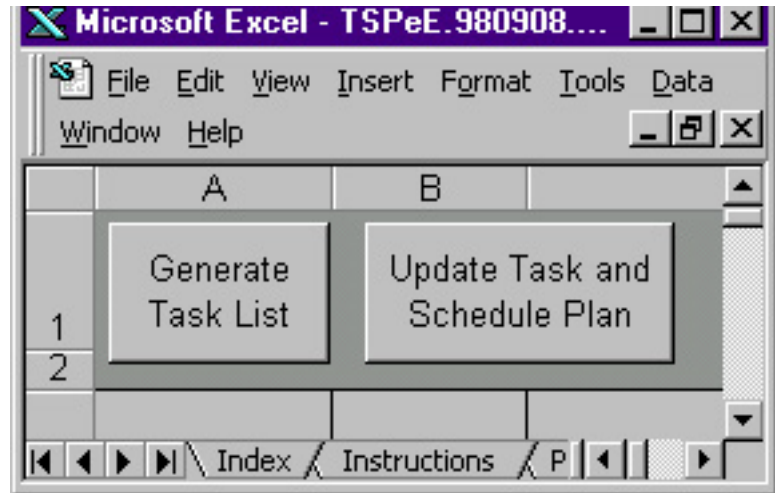 Microsoft Excel - TSPeE.980908....
File Edit View Insert Format Tools Data
Window Help
A B
Generate
Task List
Update Task and
Schedule Plan
1
2
Index Instructions P